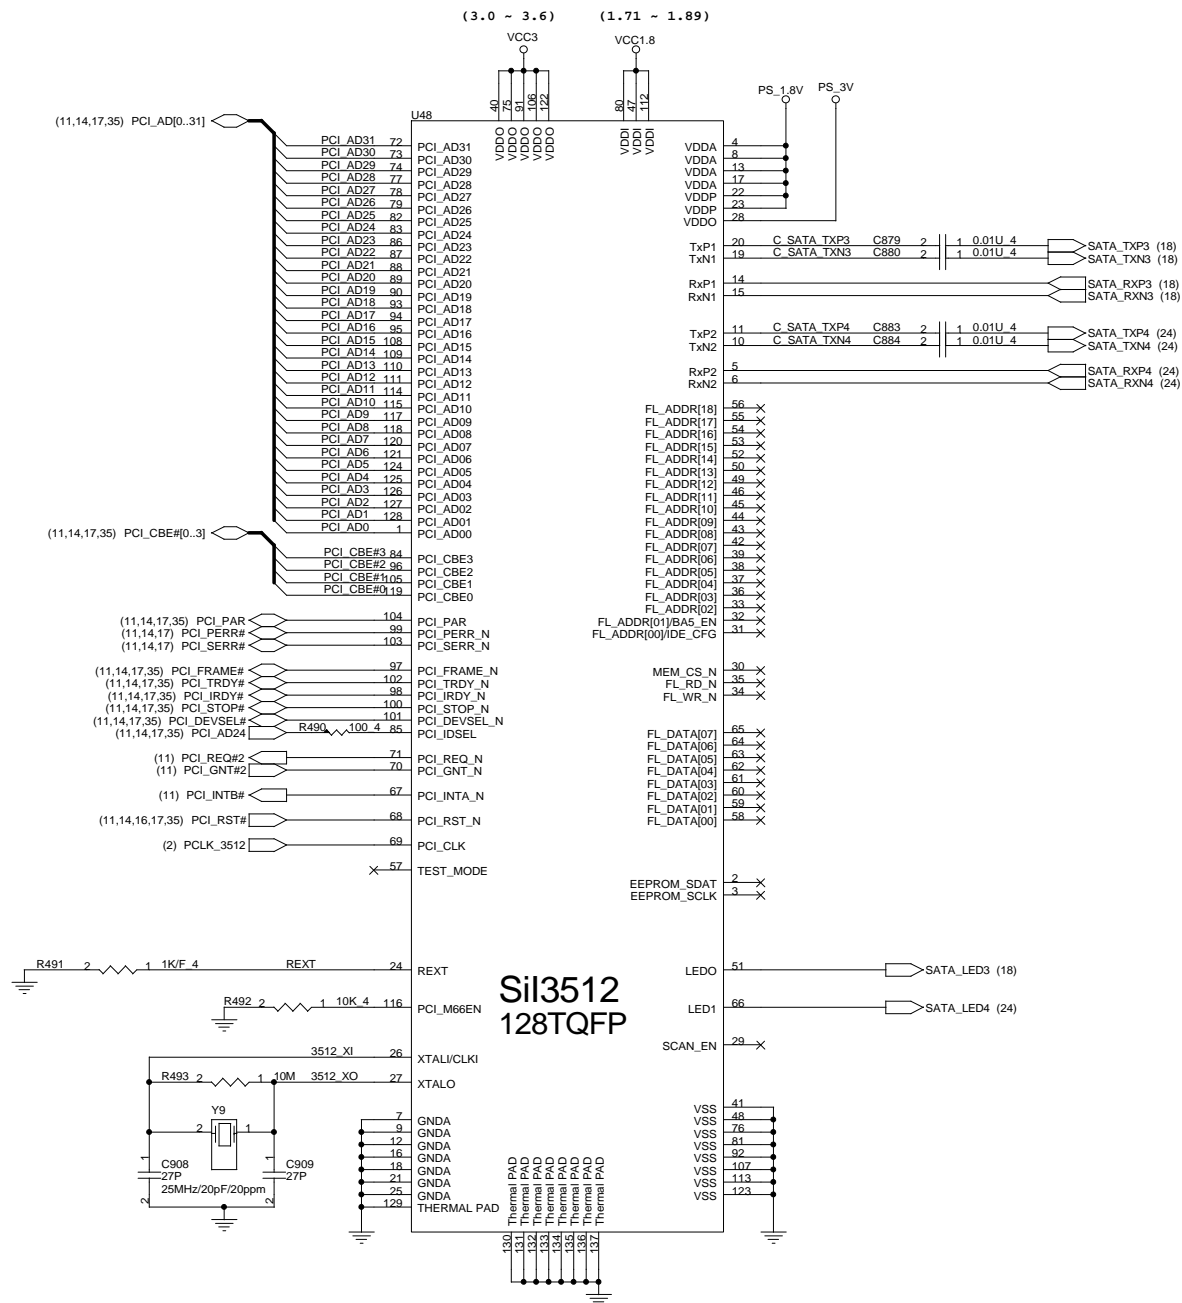 (3.0 ~ 3.6) (1.71 ~ 1.89)
VCC3 VCC1.8
PS_1.8V PS_3V
40 75 91 106 122 80 47 112
U48
VDDO VDDO VDDO VDDO VDDO VDDI VDDI VDDI
(11,14,17,35) PCI_AD[0..31]
PCI_AD31 72 PCI_AD31
PCI_AD30 73 PCI_AD30
PCI_AD29 74 PCI_AD29
PCI_AD28 77 PCI_AD28
PCI_AD27 78 PCI_AD27
PCI_AD26 79 PCI_AD26
PCI_AD25 82 PCI_AD25
PCI_AD24 83 PCI_AD24
PCI_AD23 86 PCI_AD23
PCI_AD22 87 PCI_AD22
PCI_AD21 88 PCI_AD21
PCI_AD20 89 PCI_AD20
PCI_AD19 90 PCI_AD19
PCI_AD18 93 PCI_AD18
PCI_AD17 94 PCI_AD17
PCI_AD16 95 PCI_AD16
PCI_AD15 108 PCI_AD15
PCI_AD14 109 PCI_AD14
PCI_AD13 110 PCI_AD13
PCI_AD12 111 PCI_AD12
PCI_AD11 114 PCI_AD11
PCI_AD10 115 PCI_AD10
PCI_AD9 117 PCI_AD09
PCI_AD8 118 PCI_AD08
PCI_AD7 120 PCI_AD07
PCI_AD6 121 PCI_AD06
PCI_AD5 124 PCI_AD05
PCI_AD4 125 PCI_AD04
PCI_AD3 126 PCI_AD03
PCI_AD2 127 PCI_AD02
PCI_AD1 128 PCI_AD01
PCI_AD0 1 PCI_AD00
(11,14,17,35) PCI_CBE#[0..3]
PCI_CBE#3 84 PCI_CBE3
PCI_CBE#2 96 PCI_CBE2
PCI_CBE#1 105 PCI_CBE1
PCI_CBE#0 119 PCI_CBE0
(11,14,17,35) PCI_PAR 104 PCI_PAR
(11,14,17) PCI_PERR# 99 PCI_PERR_N
(11,14,17) PCI_SERR# 103 PCI_SERR_N
(11,14,17,35) PCI_FRAME# 97 PCI_FRAME_N
(11,14,17,35) PCI_TRDY# 102 PCI_TRDY_N
(11,14,17,35) PCI_IRDY# 98 PCI_IRDY_N
(11,14,17,35) PCI_STOP# 100 PCI_STOP_N
(11,14,17,35) PCI_DEVSEL# 101 PCI_DEVSEL_N
(11,14,17,35) PCI_AD24 R490 100_4 85 PCI_IDSEL
(11) PCI_REQ#2 71 PCI_REQ_N
(11) PCI_GNT#2 70 PCI_GNT_N
(11) PCI_INTB# 67 PCI_INTA_N
(11,14,16,17,35) PCI_RST# 68 PCI_RST_N
(2) PCLK_3512 69 PCI_CLK
57 TEST_MODE
R491 2 1 1K/F_4 REXT 24 REXT
R492 2 1 10K_4 116 PCI_M66EN
3512_XI 26 XTALI/CLKI
R493 2 1 10M 3512_XO 27 XTALO
Y9
2 1
1 C908 27P 2
1 C909 27P 2
25MHz/20pF/20ppm
7 GNDA
9 GNDA
12 GNDA
16 GNDA
18 GNDA
21 GNDA
25 GNDA
129 THERMAL PAD
SiI3512
128TQFP
Thermal PAD Thermal PAD Thermal PAD Thermal PAD Thermal PAD Thermal PAD Thermal PAD Thermal PAD
130 131 132 133 134 135 136 137
VDDA 4
VDDA 8
VDDA 13
VDDA 17
VDDP 22
VDDP 23
VDDO 28
TxP1 20 C_SATA_TXP3 C879 2 1 0.01U_4 SATA_TXP3 (18)
TxN1 19 C_SATA_TXN3 C880 2 1 0.01U_4 SATA_TXN3 (18)
RxP1 14 SATA_RXP3 (18)
RxN1 15 SATA_RXN3 (18)
TxP2 11 C_SATA_TXP4 C883 2 1 0.01U_4 SATA_TXP4 (24)
TxN2 10 C_SATA_TXN4 C884 2 1 0.01U_4 SATA_TXN4 (24)
RxP2 5 SATA_RXP4 (24)
RxN2 6 SATA_RXN4 (24)
FL_ADDR[18] 56
FL_ADDR[17] 55
FL_ADDR[16] 54
FL_ADDR[15] 53
FL_ADDR[14] 52
FL_ADDR[13] 50
FL_ADDR[12] 49
FL_ADDR[11] 46
FL_ADDR[10] 45
FL_ADDR[09] 44
FL_ADDR[08] 43
FL_ADDR[07] 42
FL_ADDR[06] 39
FL_ADDR[05] 38
FL_ADDR[04] 37
FL_ADDR[03] 36
FL_ADDR[02] 33
FL_ADDR[01]/BA5_EN 32
FL_ADDR[00]/IDE_CFG 31
MEM_CS_N 30
FL_RD_N 35
FL_WR_N 34
FL_DATA[07] 65
FL_DATA[06] 64
FL_DATA[05] 63
FL_DATA[04] 62
FL_DATA[03] 61
FL_DATA[02] 60
FL_DATA[01] 59
FL_DATA[00] 58
EEPROM_SDAT 2
EEPROM_SCLK 3
LEDO 51 SATA_LED3 (18)
LED1 66 SATA_LED4 (24)
SCAN_EN 29
VSS 41
VSS 48
VSS 76
VSS 81
VSS 92
VSS 107
VSS 113
VSS 123